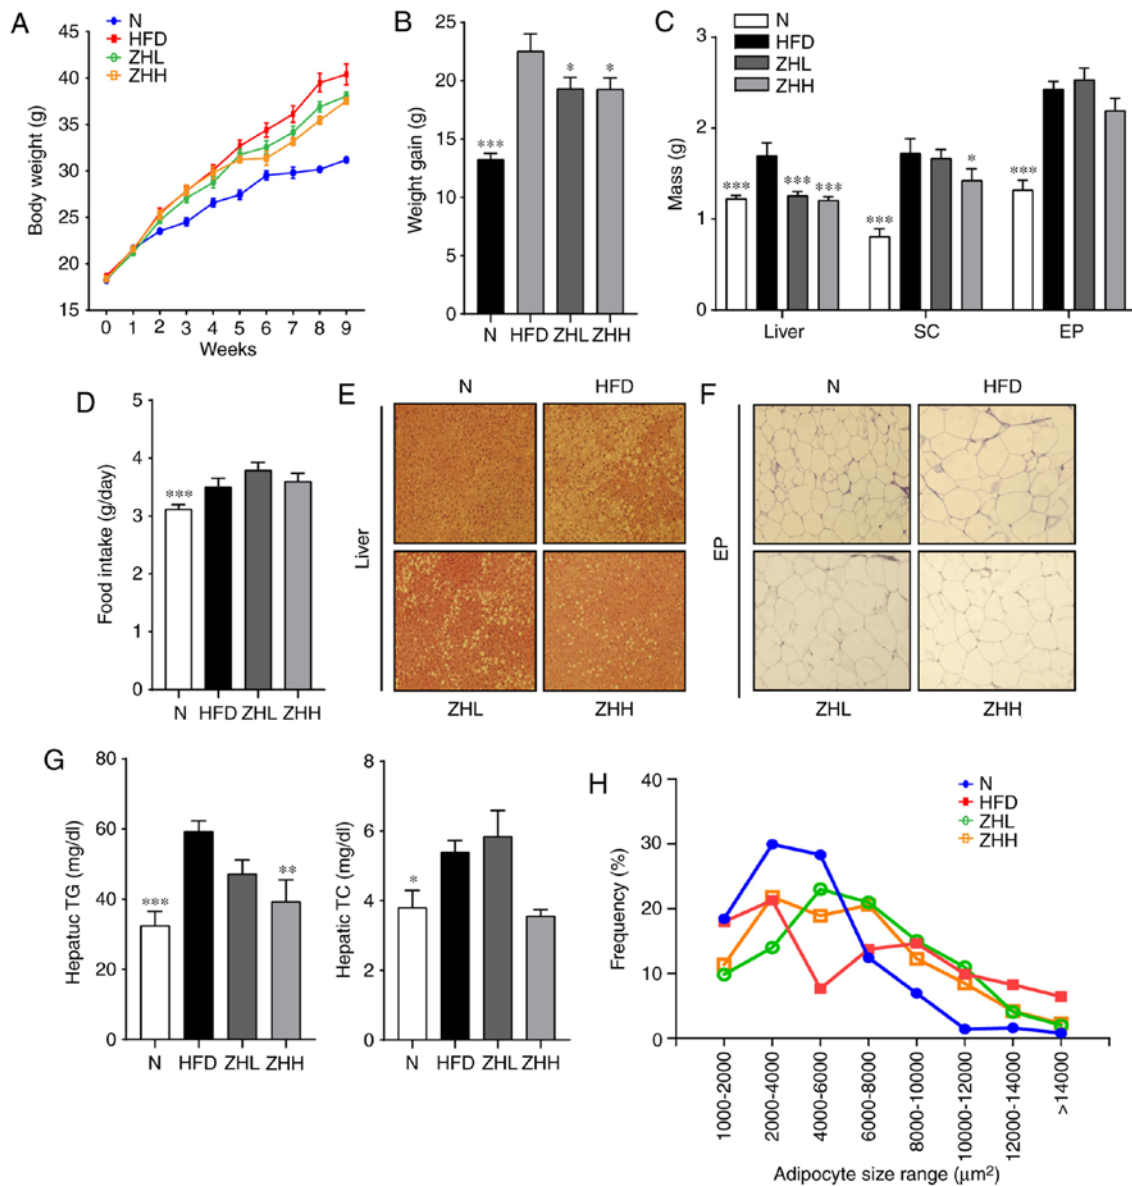 A
N
HFD
ZHL
ZHH
Body weight (g)
45
40
35
30
25
20
15
0 1 2 3 4 5 6 7 8 9
Weeks
B
Weight gain (g)
25
20
15
10
5
0
***
*
*
N HFD ZHL ZHH
C
N
HFD
ZHL
ZHH
Mass (g)
3
2
1
0
***
***
***
***
*
***
Liver SC EP
D
Food intake (g/day)
5
4
3
3
2
1
0
***
N HFD ZHL ZHH
E
N HFD
Liver
ZHL ZHH
F
N HFD
EP
ZHL ZHH
G
Hepatuc TG (mg/dl)
80
60
40
20
0
***
**
N HFD ZHL ZHH
Hepatic TC (mg/dl)
8
6
4
2
0
*
N HFD ZHL ZHH
H
N
HFD
ZHL
ZHH
Frequency (%)
40
30
20
10
0
1000-2000
2000-4000
4000-6000
6000-8000
8000-10000
10000-12000
12000-14000
>14000
Adipocyte size range (µm²)